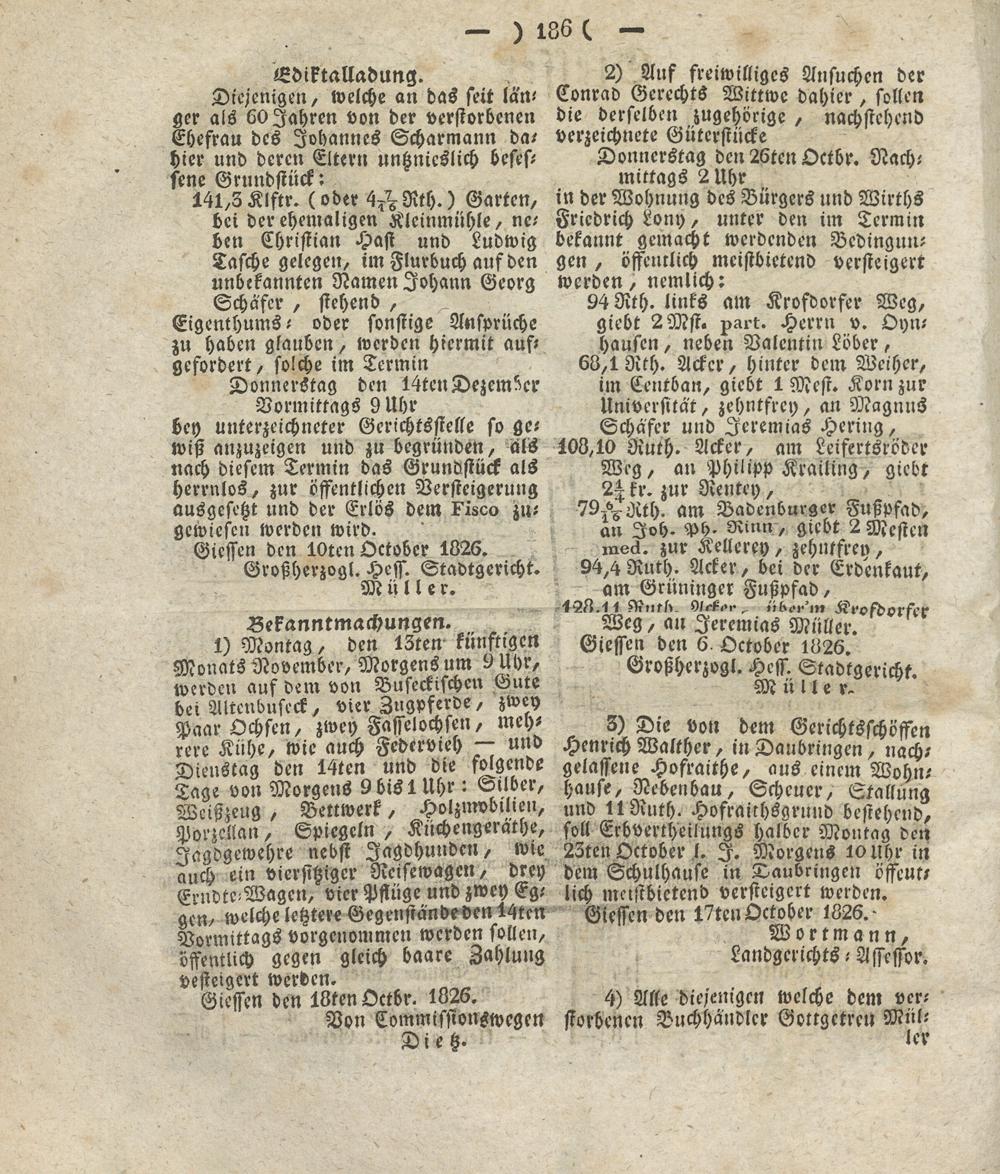 — ) 186 ( —
Ediktalladung.
Diejenigen, welche an das seit län-
ger als 60 Jahren von der verstorbenen
Ehefrau des Johannes Scharmann da-
hier und deren Eltern untznieslich beses-
sene Grundstück:
141,3 Klftr. (oder 4 7/16 Rth.) Garten,
bei der ehemaligen Kleinmühle, ne-
ben Christian Hast und Ludwig
Tasche gelegen, im Flurbuch auf den
unbekannten Namen Johann Georg
Schäfer, stehend,
Eigenthums- oder sonstige Ansprüche
zu haben glauben, werden hiermit auf-
gefordert, solche im Termin
Donnerstag den 14ten Dezember
Vormittags 9 Uhr
bey unterzeichneter Gerichtsstelle so ge-
wiß anzuzeigen und zu begründen, als
nach diesem Termin das Grundstück als
herrnlos, zur öffentlichen Versteigerung
ausgesetzt und der Erlös dem Fisco zu-
gewiesen werden wird.
Giessen den 10ten October 1826.
Großherzogl. Hess. Stadtgericht.
Müller.
Bekanntmachungen.
1) Montag, den 13ten künftigen
Monats November, Morgens um 9 Uhr,
werden auf dem von Buseckischen Gute
bei Altenbuseck, vier Zugpferde, zwey
Paar Ochsen, zwey Fasselochsen, meh-
rere Kühe, wie auch Federvieh — und
Dienstag den 14ten und die folgende
Tage von Morgens 9 bis 1 Uhr: Silber,
Weißzeug, Bettwerk, Holzmobilien,
Porzellan, Spiegeln, Küchengeräthe,
Jagdgewehre nebst Jagdhunden, wie
auch ein viersitziger Reisewagen, drey
Erndte-Wagen, vier Pflüge und zwey Eg-
gen, welche letztere Gegenstände den 14ten
Vormittags vorgenommen werden sollen,
öffentlich gegen gleich baare Zahlung
vesteigert werden.
Giessen den 18ten Octbr. 1826.
Von Commissionswegen
Dietz.
2) Auf freiwilliges Ansuchen der
Conrad Gerechts Wittwe dahier, sollen
die derselben zugehörige, nachstehend
verzeichnete Güterstücke
Donnerstag den 26ten Octbr. Nach-
mittags 2 Uhr
in der Wohnung des Bürgers und Wirths
Friedrich Lony, unter den im Termin
bekannt gemacht werdenden Bedingun-
gen, öffentlich meistbietend versteigert
werden, nemlich:
94 Rth. links am Krofdorfer Weg,
giebt 2 Mst. part. Herrn v. Oyn-
hausen, neben Valentin Löber,
68,1 Rth. Acker, hinter dem Weiher,
im Centban, giebt 1 Mest. Korn zur
Universität, zehntfrey, an Magnus
Schäfer und Jeremias Hering,
108,10 Ruth. Acker, am Leifertsröder
Weg, an Philipp Krailing, giebt
2 1/4 kr. zur Rentey,
79 6/16 Rth. am Badenburger Fußpfad,
an Joh. Ph. Rinn, giebt 2 Mesten
med. zur Kellerey, zehntfrey,
94,4 Ruth. Acker, bei der Erdenkaut,
am Grüninger Fußpfad,
128,11 Ruth. Acker, über'm Krofdorfer
Weg, an Jeremias Müller.
Giessen den 6. October 1826.
Großherzogl. Hess. Stadtgericht.
Müller.
3) Die von dem Gerichtsschöffen
Henrich Walther, in Daubringen, nach-
gelassene Hofraithe, aus einem Wohn-
hause, Nebenbau, Scheuer, Stallung
und 11 Ruth. Hofraithsgrund bestehend,
soll Erbvertheilungs halber Montag den
23ten October l. J. Morgens 10 Uhr in
dem Schulhause in Daubringen öffent-
lich meistbietend versteigert werden.
Giessen den 17ten October 1826.
Wortmann,
Landgerichts-Assessor.
4) Alle diejenigen welche dem ver-
storbenen Buchhändler Gottgetreu Mül-
ler